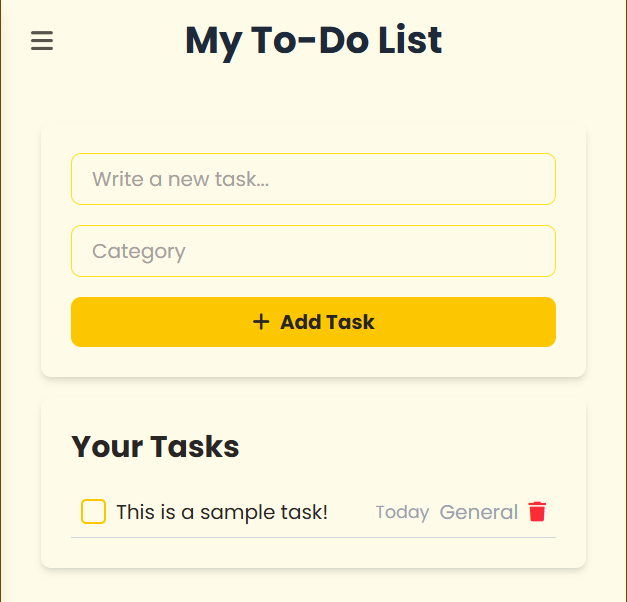 My To-Do List
Write a new task...
Category
+ Add Task
Your Tasks
This is a sample task! Today General